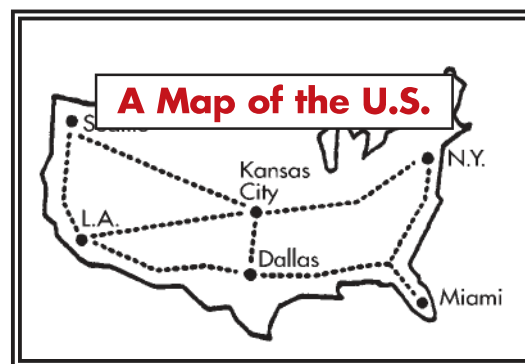 A Map of the U.S.
N.Y.
Kansas
City
L.A.
Dallas
Miami